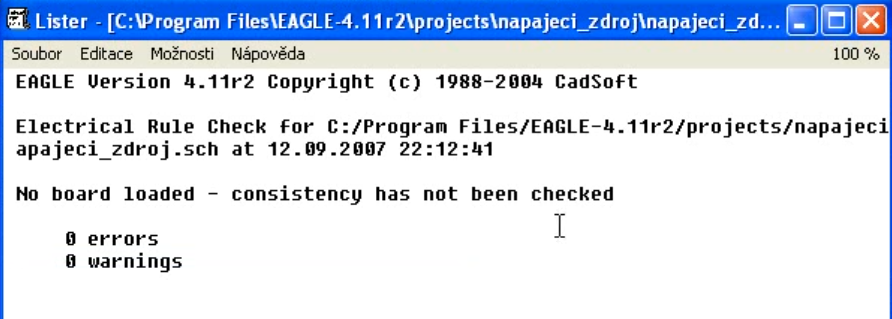 Lister - [C:\Program Files\EAGLE-4.11r2\projects\napajeci_zdroj\napajeci_zd...
Soubor Editace Možnosti Nápověda 100 %
EAGLE Version 4.11r2 Copyright (c) 1988-2004 CadSoft
Electrical Rule Check for C:/Program Files/EAGLE-4.11r2/projects/napajeci
apajeci_zdroj.sch at 12.09.2007 22:12:41
No board loaded - consistency has not been checked
0 errors
0 warnings